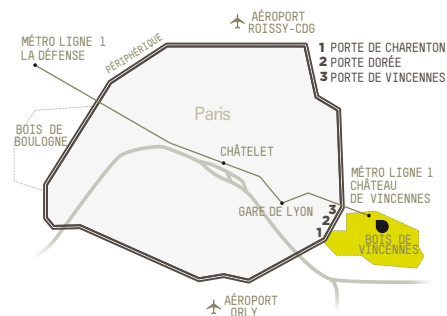 AÉROPORT
ROISSY-CDG
MÉTRO LIGNE 1
LA DÉFENSE
PÉRIPHÉRIQUE
1 PORTE DE CHARENTON
2 PORTE DORÉE
3 PORTE DE VINCENNES
Paris
BOIS DE
BOULOGNE
CHÂTELET
MÉTRO LIGNE 1
CHÂTEAU
DE VINCENNES
GARE DE LYON
3
2
1
BOIS DE
VINCENNES
AÉROPORT
ORLY